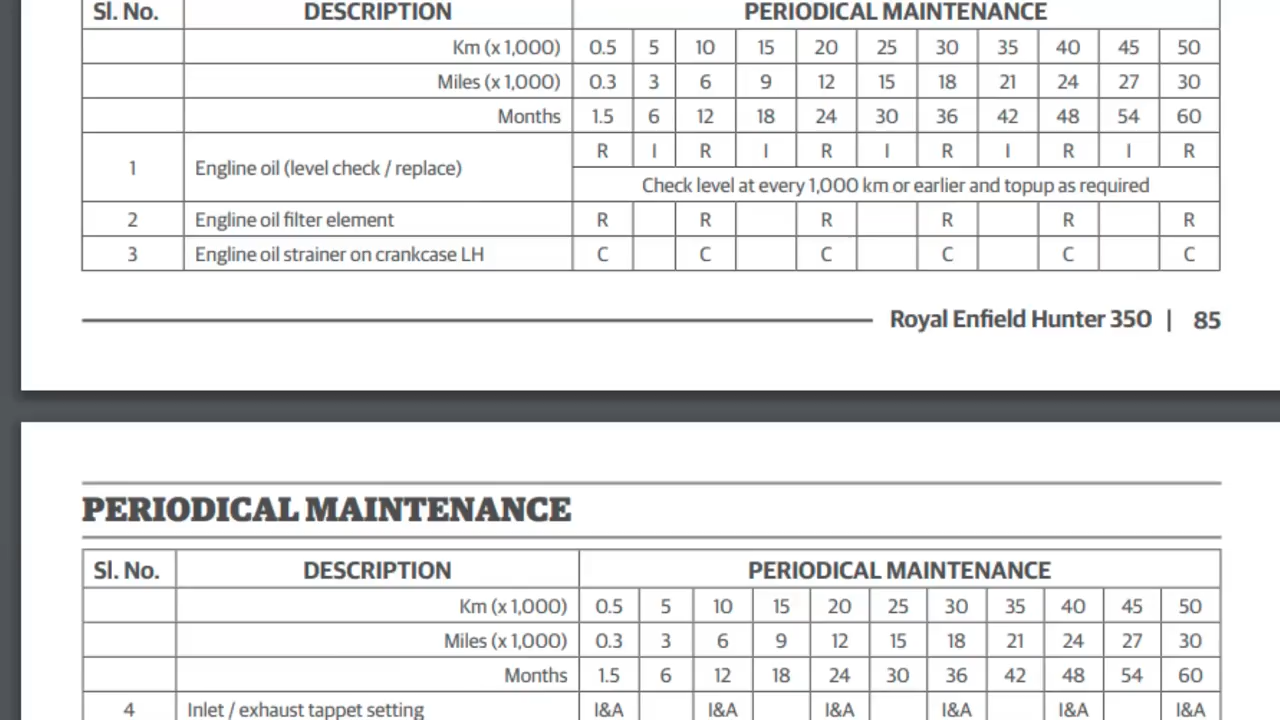 Sl. No. DESCRIPTION PERIODICAL MAINTENANCE
Km (x 1,000) 0.5 5 10 15 20 25 30 35 40 45 50
Miles (x 1,000) 0.3 3 6 9 12 15 18 21 24 27 30
Months 1.5 6 12 18 24 30 36 42 48 54 60
1 Engline oil (level check / replace) R I R I R I R I R I R
Check level at every 1,000 km or earlier and topup as required
2 Engline oil filter element R R R R R R
3 Engline oil strainer on crankcase LH C C C C C C
Royal Enfield Hunter 350 | 85
PERIODICAL MAINTENANCE
Sl. No. DESCRIPTION PERIODICAL MAINTENANCE
Km (x 1,000) 0.5 5 10 15 20 25 30 35 40 45 50
Miles (x 1,000) 0.3 3 6 9 12 15 18 21 24 27 30
Months 1.5 6 12 18 24 30 36 42 48 54 60
4 Inlet / exhaust tappet setting I&A I&A I&A I&A I&A I&A